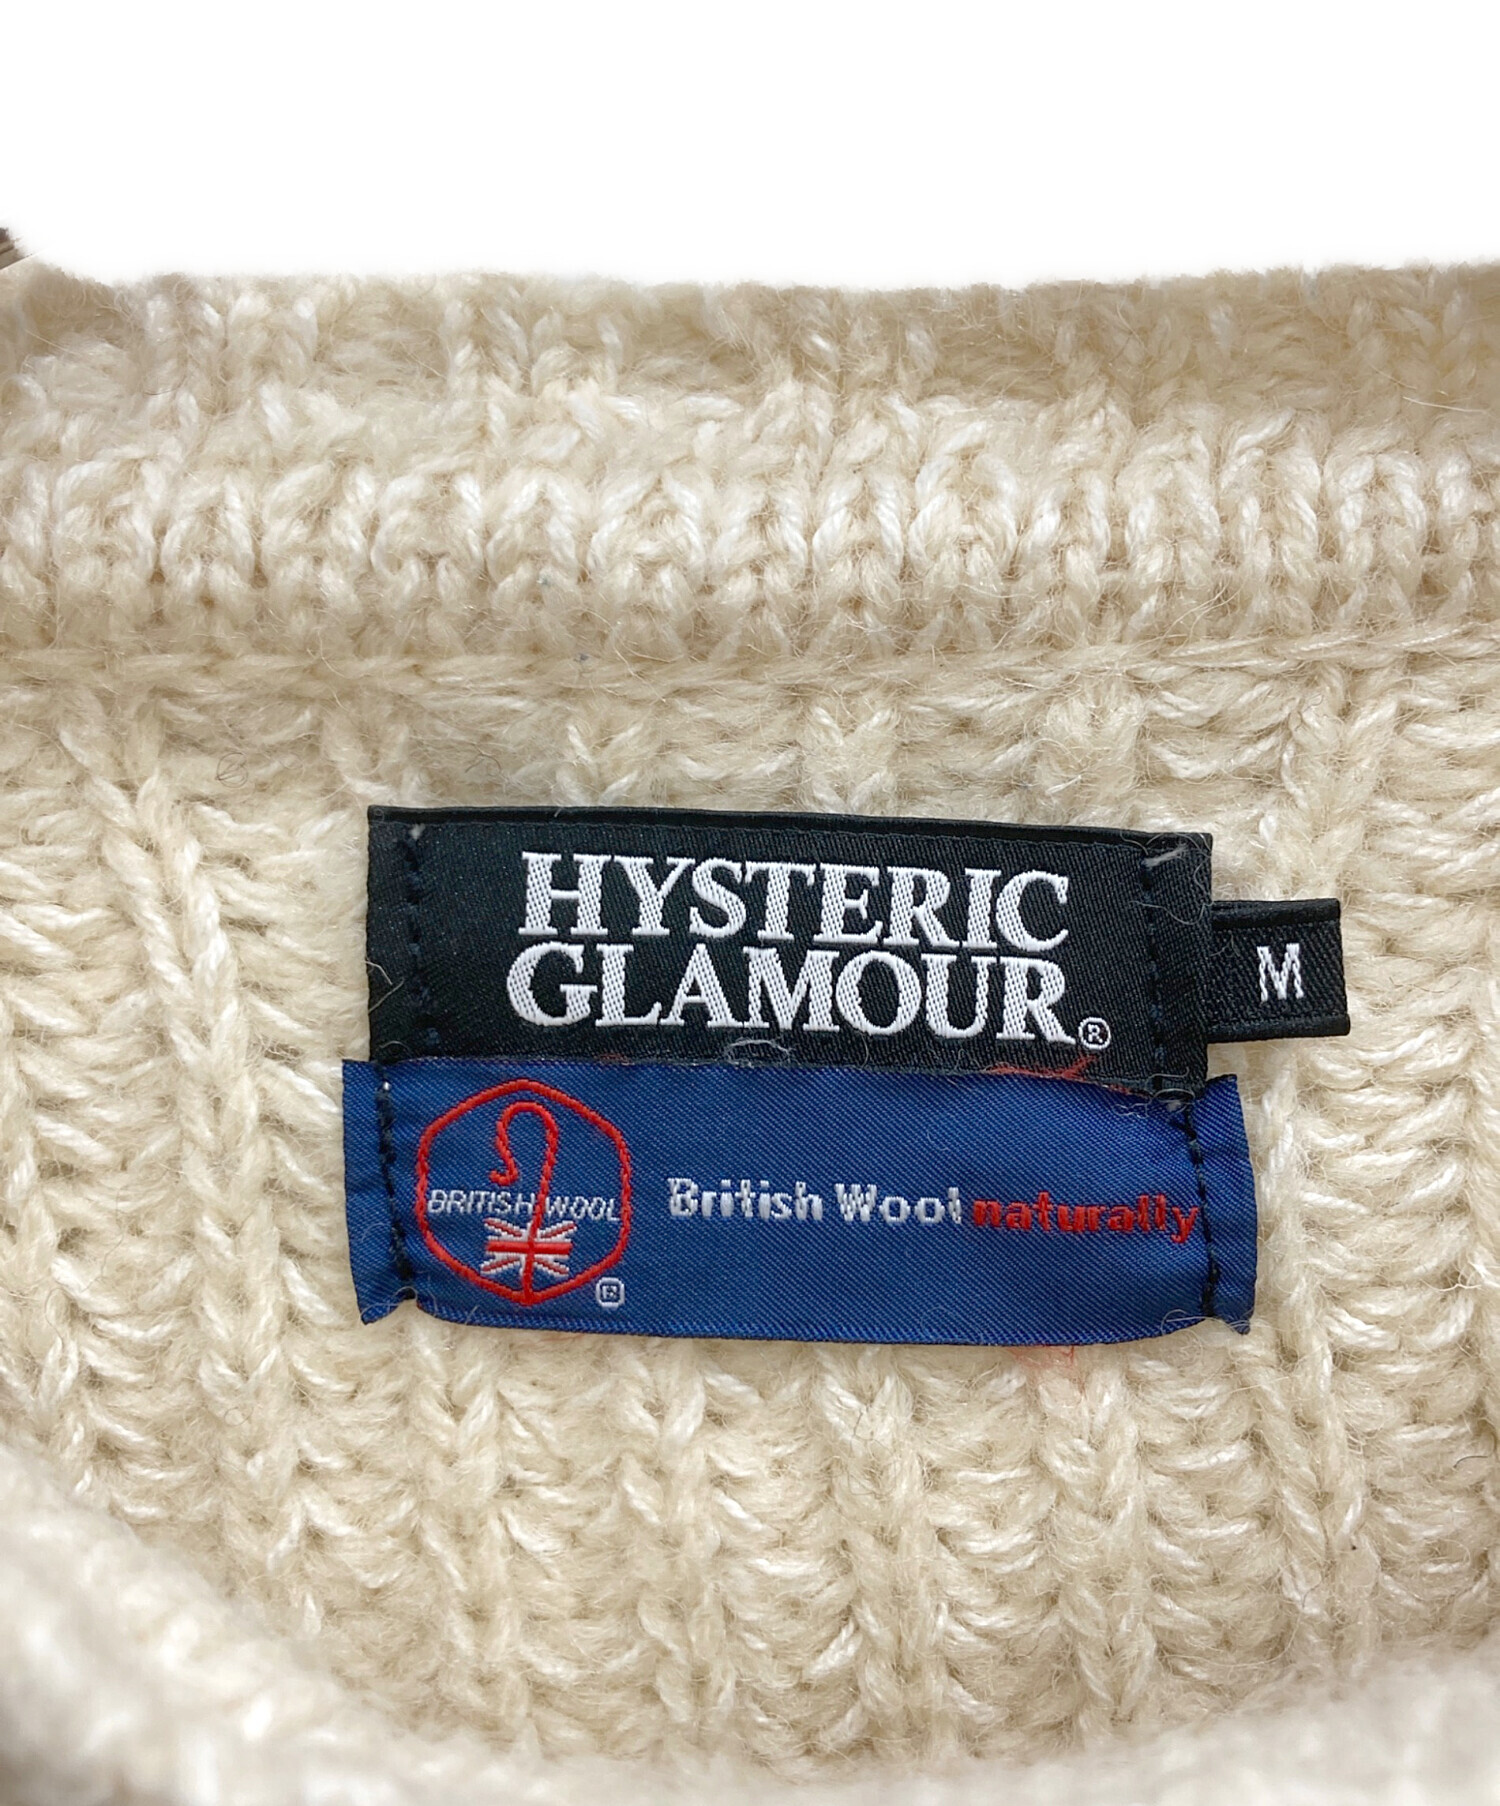 HYSTERIC
GLAMOUR®
M
BRITISH WOOL
®
British Wool naturally